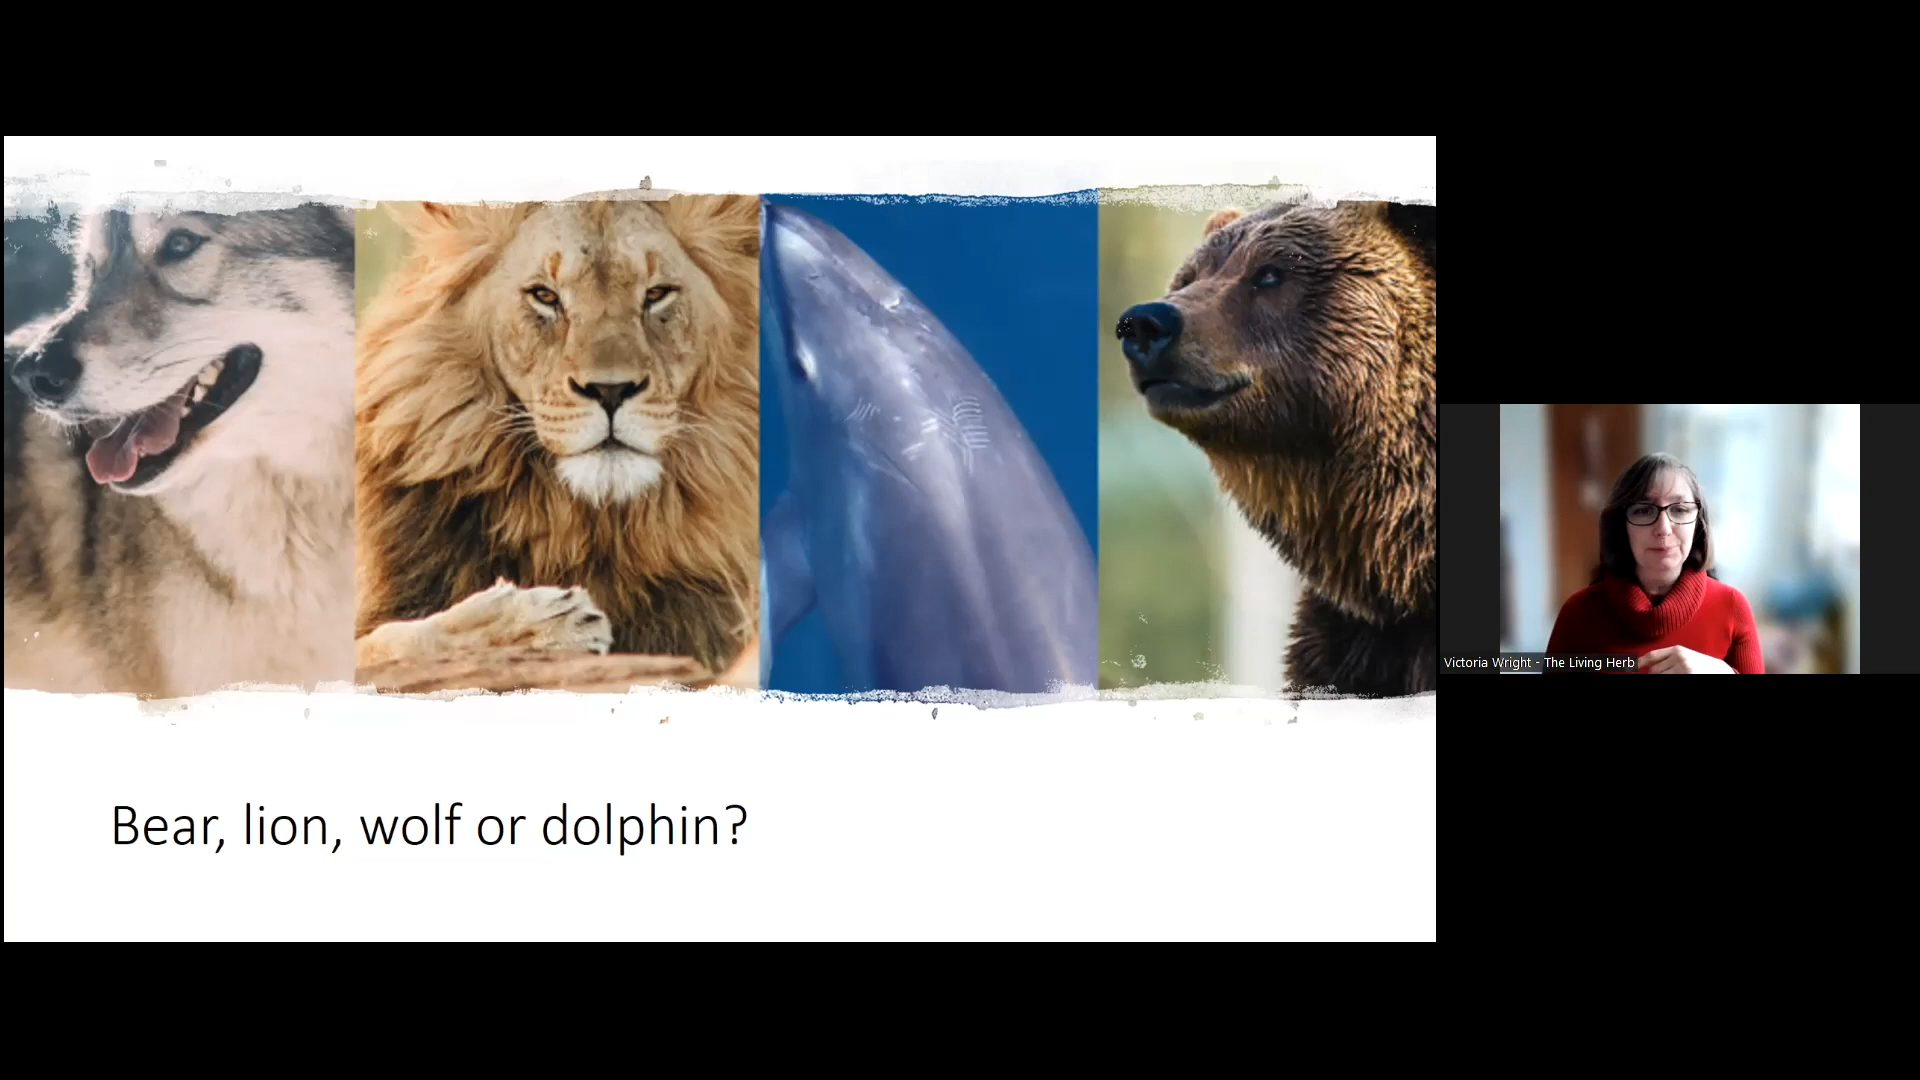 Bear, lion, wolf or dolphin?
Victoria Wright - The Living Herb